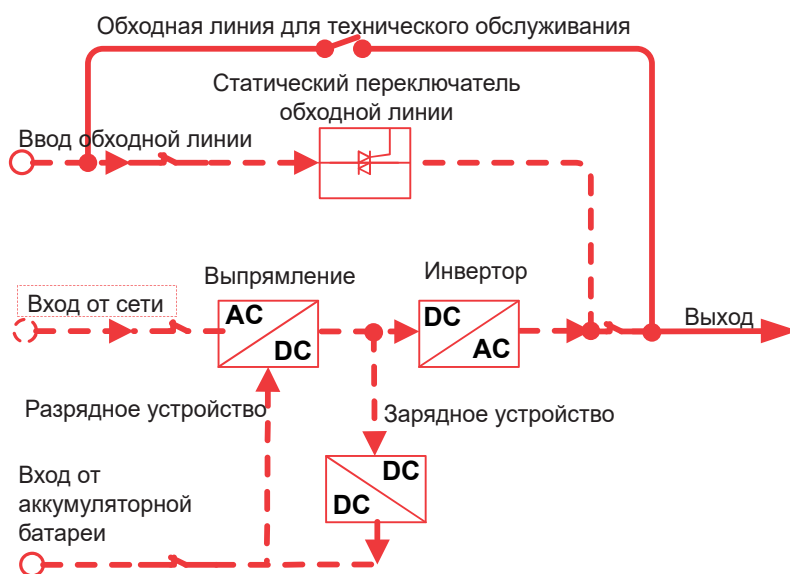 Обходная линия для технического обслуживания
Статический переключатель
обходной линии
Ввод обходной линии
Выпрямление
Инвертор
Вход от сети
AC
DC
DC
AC
Выход
Разрядное устройство
Зарядное устройство
Вход от
аккумуляторной
батареи
DC
DC